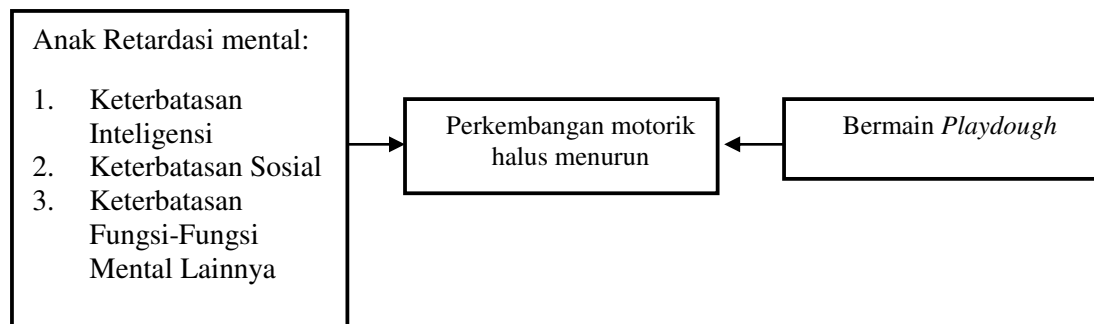 Anak Retardasi mental:
1. Keterbatasan
Inteligensi
2. Keterbatasan Sosial
3. Keterbatasan
Fungsi-Fungsi
Mental Lainnya
Perkembangan motorik
halus menurun
Bermain Playdough